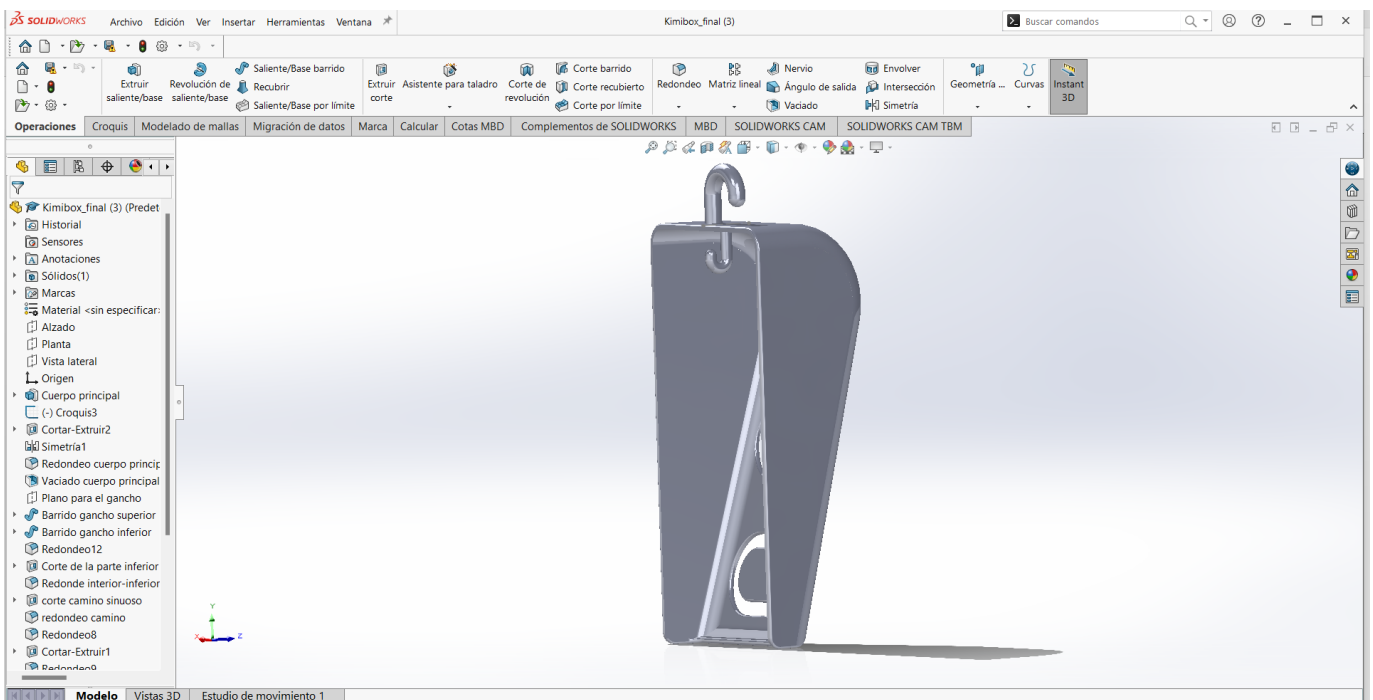 SOLIDWORKS Archivo Edición Ver Insertar Herramientas Ventana Kimibox_final (3) Buscar comandos
Extruir saliente/base
Revolución de saliente/base
Saliente/Base barrido
Recubrir
Saliente/Base por límite
Extruir corte
Asistente para taladro
Corte de revolución
Corte barrido
Corte recubierto
Corte por límite
Redondeo
Matriz lineal
Nervio
Ángulo de salida
Vaciado
Envolver
Intersección
Simetría
Geometría ...
Curvas
Instant 3D
Operaciones Croquis Modelado de mallas Migración de datos Marca Calcular Cotas MBD Complementos de SOLIDWORKS MBD SOLIDWORKS CAM SOLIDWORKS CAM TBM
Kimibox_final (3) (Predet
Historial
Sensores
Anotaciones
Sólidos(1)
Marcas
Material <sin especificar>
Alzado
Planta
Vista lateral
Origen
Cuerpo principal
(-) Croquis3
Cortar-Extruir2
Simetría1
Redondeo cuerpo princip
Vaciado cuerpo principal
Plano para el gancho
Barrido gancho superior
Barrido gancho inferior
Redondeo12
Corte de la parte inferior
Redonde interior-inferior
corte camino sinuoso
redondeo camino
Redondeo8
Cortar-Extruir1
Redondeo9
Y
X Z
Modelo Vistas 3D Estudio de movimiento 1